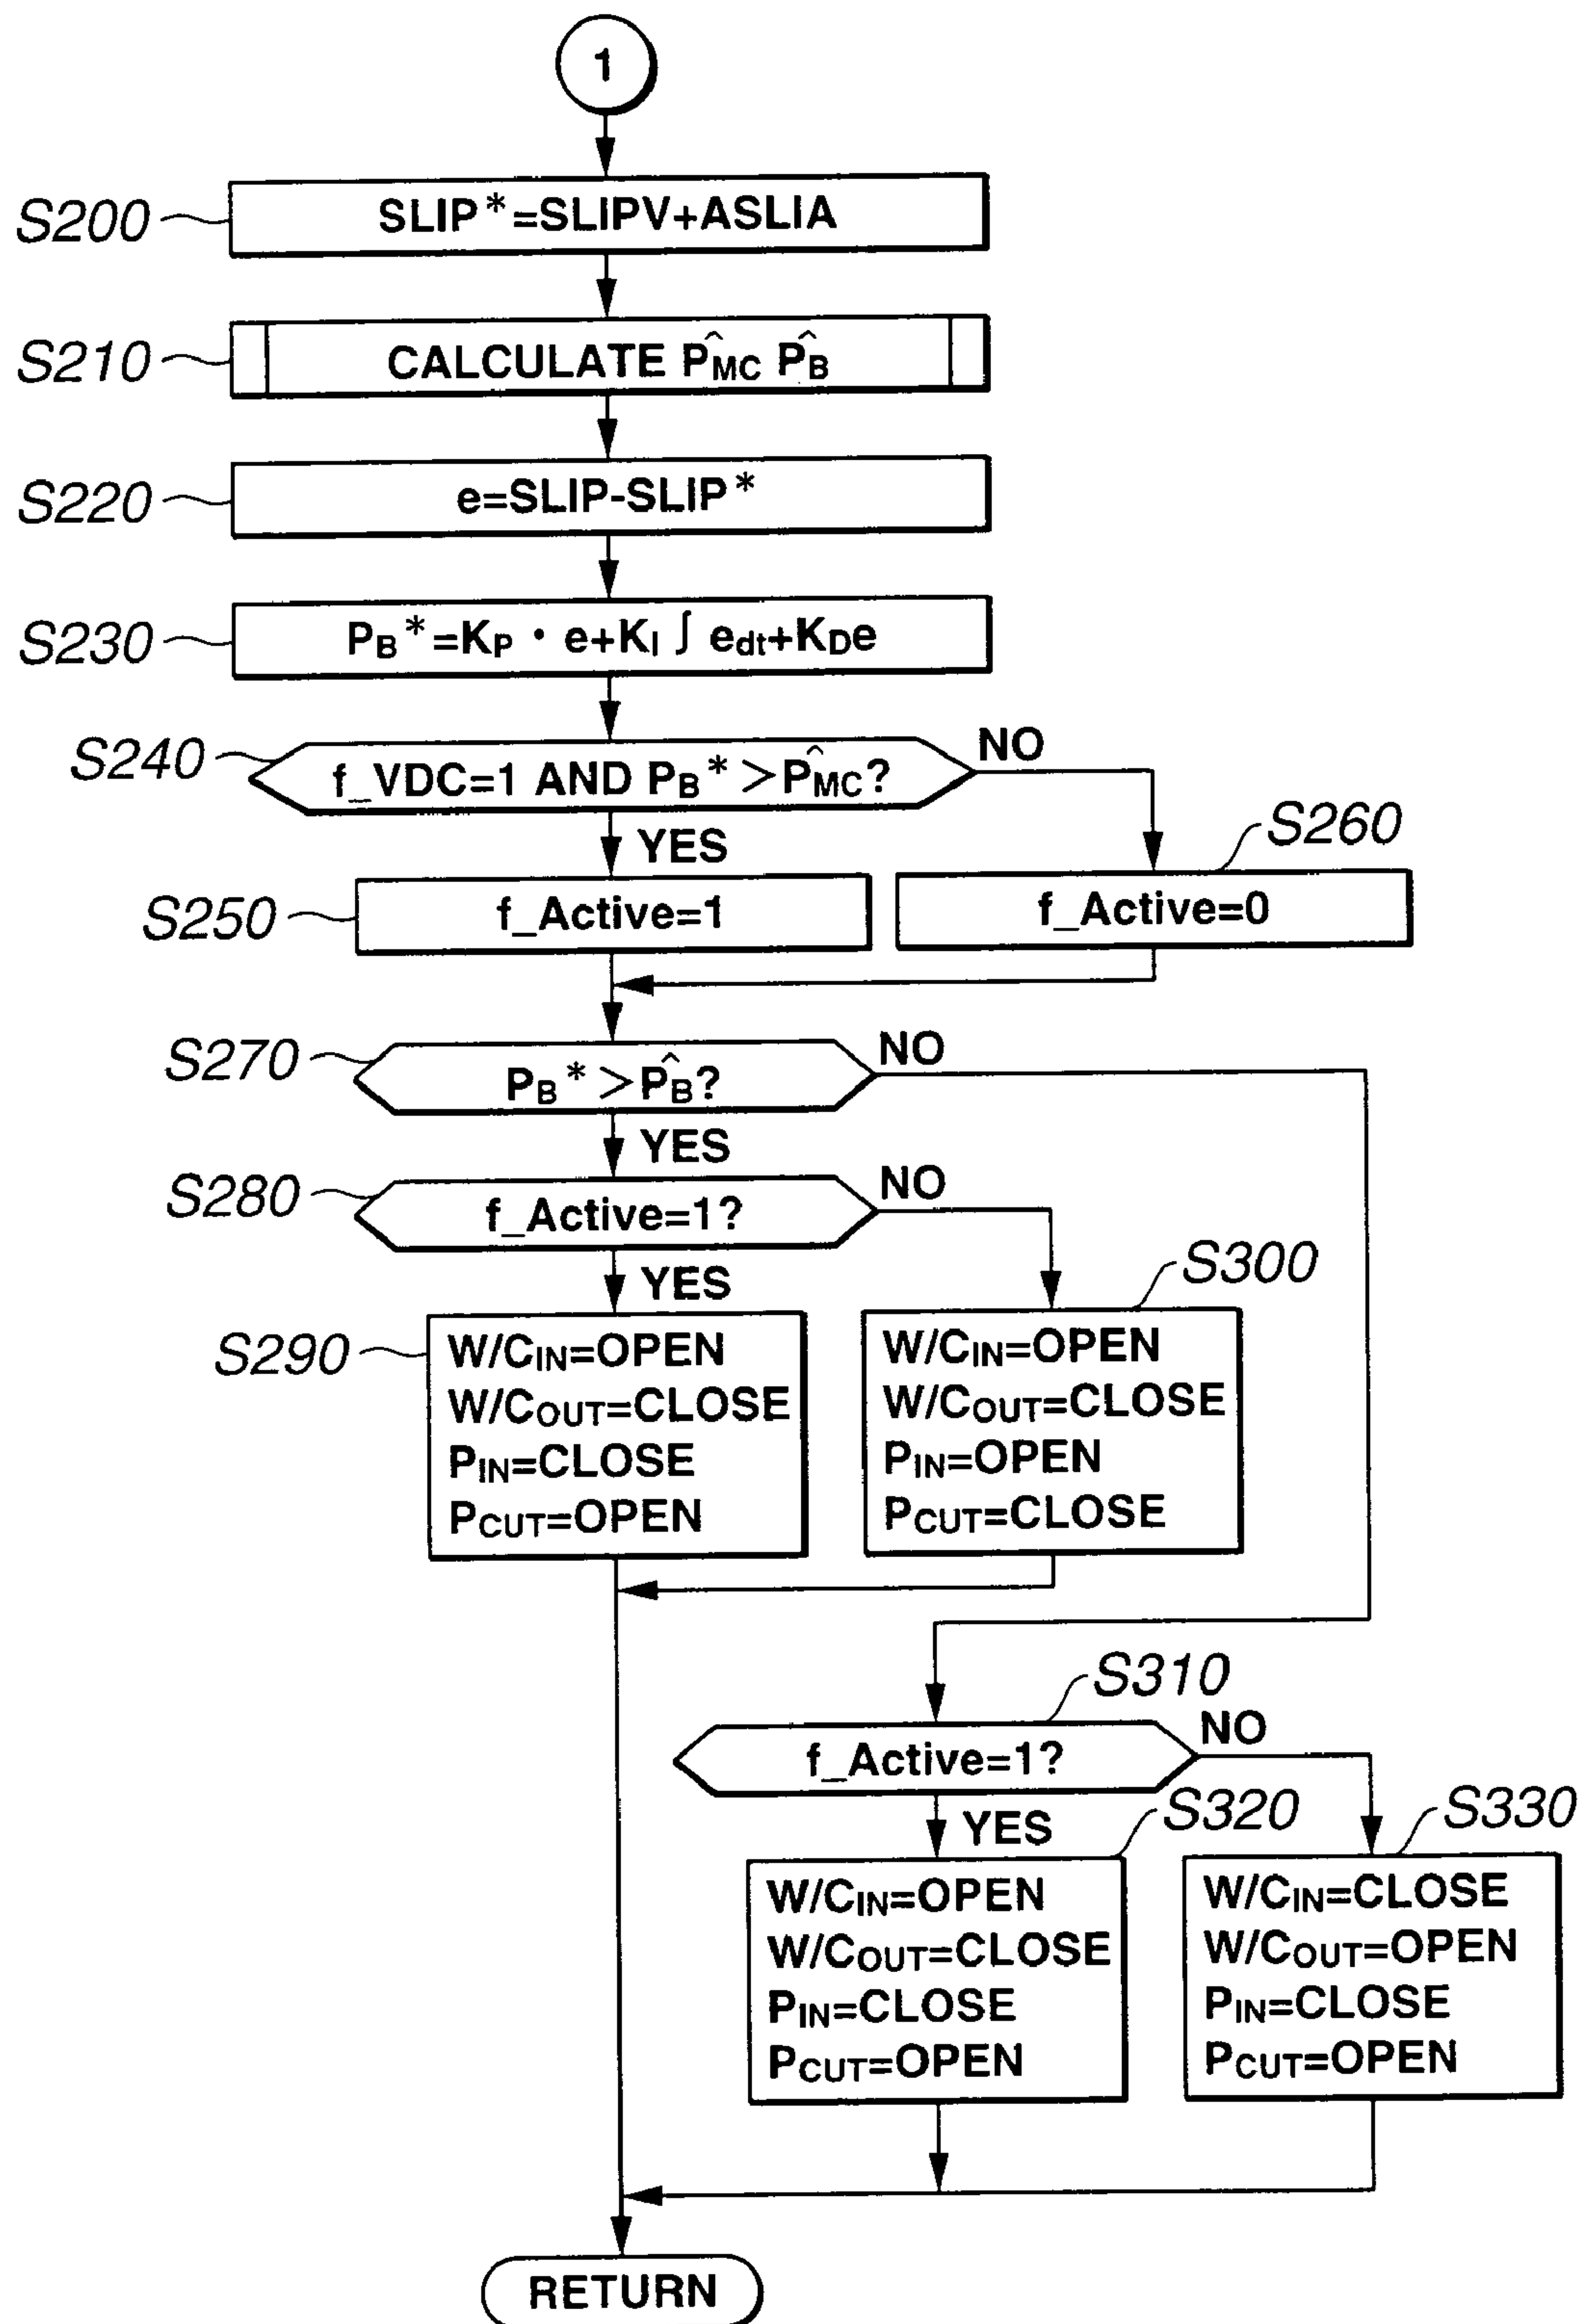 1
S200
SLIP*=SLIPV+ASLIA
S210
CALCULATE P̂MC P̂B
S220
e=SLIP-SLIP*
S230
PB*=KP · e+KI ∫ edt+KDe
S240
f_VDC=1 AND PB*>P̂MC?
NO
YES
S260
S250
f_Active=1
f_Active=0
S270
PB*>P̂B?
NO
YES
S280
f_Active=1?
NO
YES
S300
S290
W/CIN=OPEN
W/COUT=CLOSE
PIN=CLOSE
PCUT=OPEN
W/CIN=OPEN
W/COUT=CLOSE
PIN=OPEN
PCUT=CLOSE
S310
f_Active=1?
NO
YES
S320
S330
W/CIN=OPEN
W/COUT=CLOSE
PIN=CLOSE
PCUT=OPEN
W/CIN=CLOSE
W/COUT=OPEN
PIN=CLOSE
PCUT=OPEN
RETURN